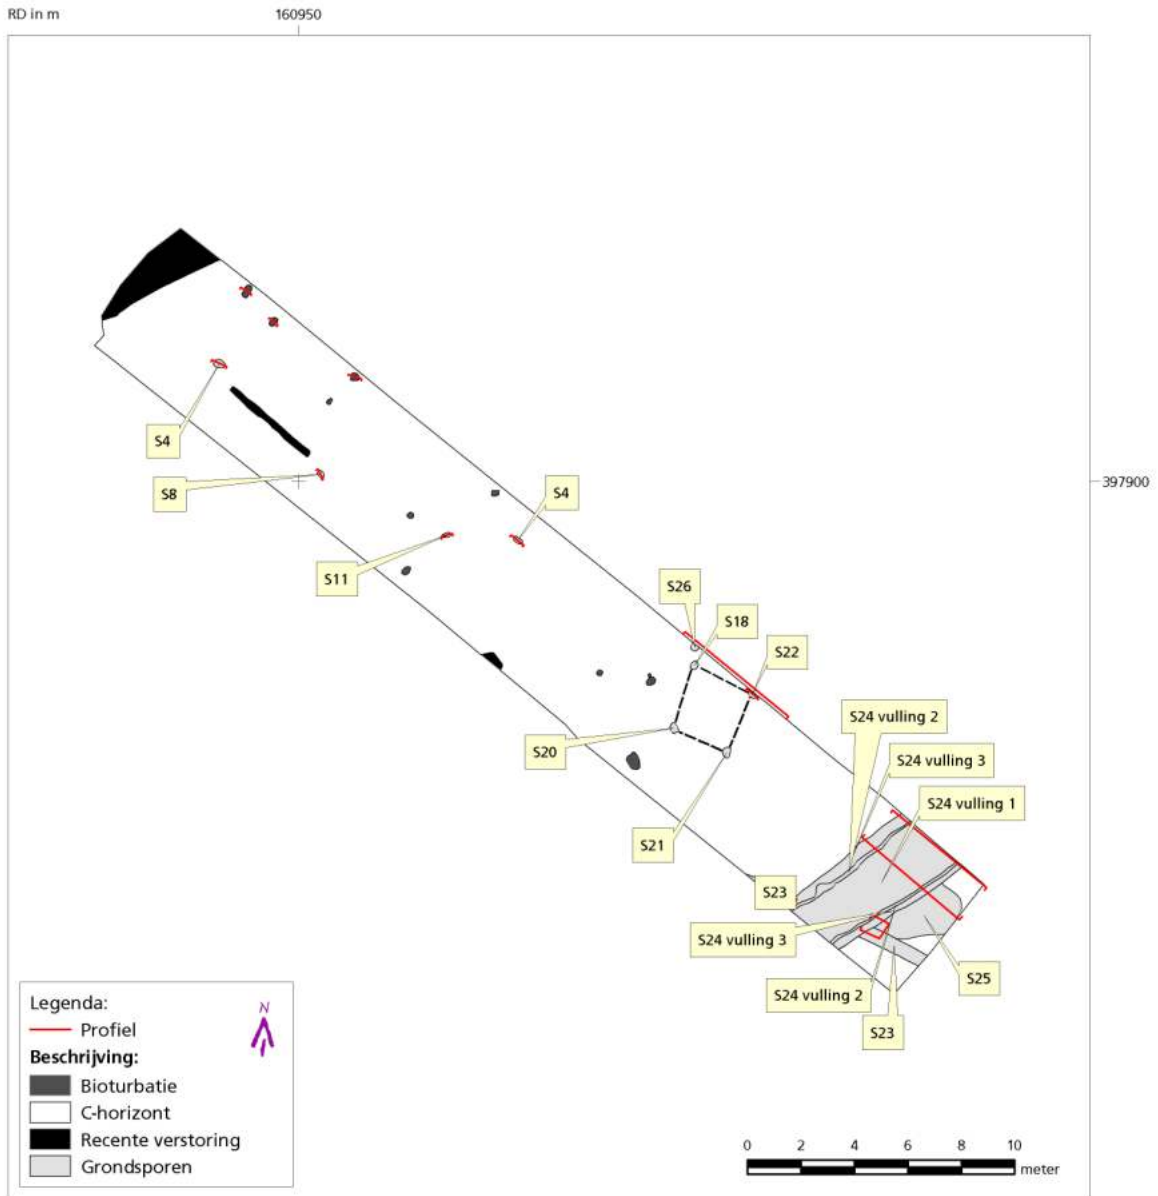 RD in m
160950
397900
S4
S8
S4
S11
S26
S18
S22
S20
S21
S24 vulling 2
S24 vulling 3
S24 vulling 1
S23
S24 vulling 3
S24 vulling 2
S25
S23
Legenda:
N
Profiel
Beschrijving:
Bioturbatie
C-horizont
Recente verstoring
Grondsporen
0 2 4 6 8 10
meter